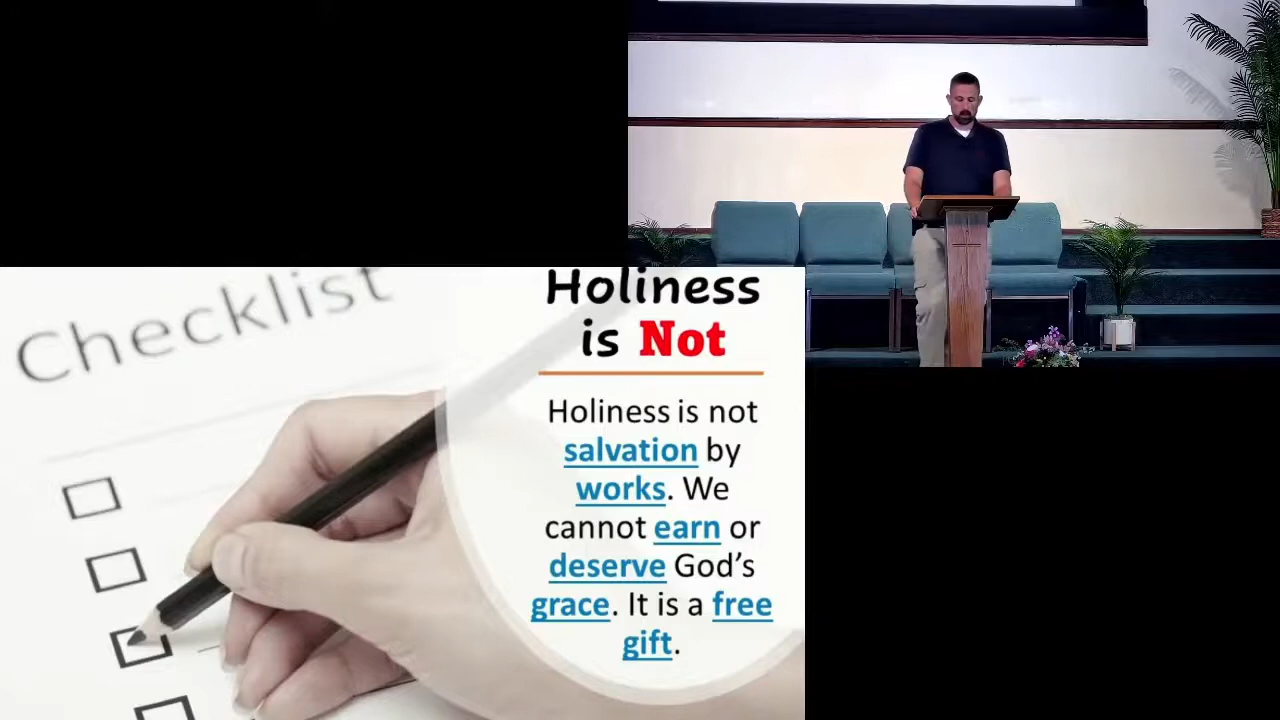 Checklist
Holiness
is Not
Holiness is not
salvation by
works. We
cannot earn or
deserve God's
grace. It is a free
gift.